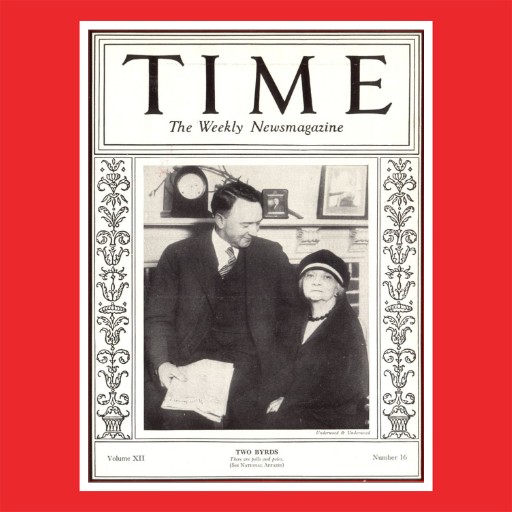 TIME
The Weekly Newsmagazine
Underwood & Underwood
Volume XII
TWO BYRDS
There are polls and poles.
(See NATIONAL AFFAIRS)
Number 16